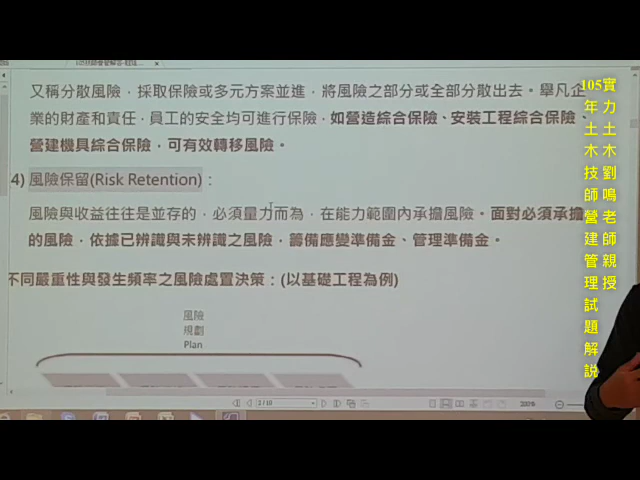 又稱分散風險，採取保險或多元方案並進，將風險之部分或全部分散出去。舉凡企
業的財產和責任，員工的安全均可進行保險，如營造綜合保險、安裝工程綜合保險、
營建機具綜合保險，可有效轉移風險。
4) 風險保留(Risk Retention)：
風險與收益往往是並存的，必須量力而為，在能力範圍內承擔風險。面對必須承擔
的風險，依據已辨識與未辨識之風險，籌備應變準備金、管理準備金。
不同嚴重性與發生頻率之風險處置決策：(以基礎工程為例)
風險
規劃
Plan
2 / 10
200%
實力土木劉鳴老師親授
105年土木技師營建管理試題解說